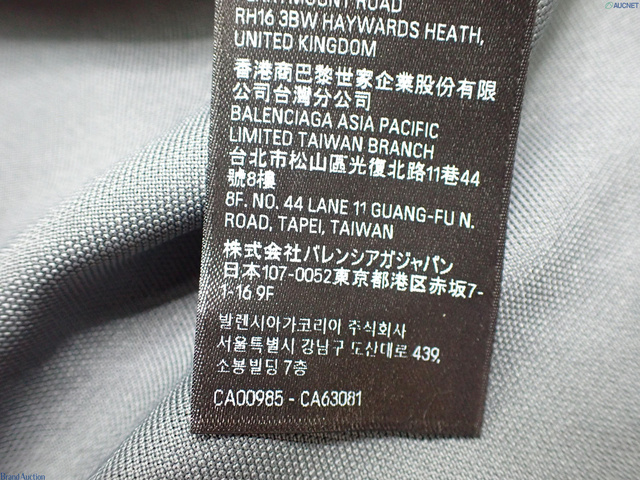 MOUNT ROAD
RH16 3BW HAYWARDS HEATH,
UNITED KINGDOM
香港商巴黎世家企業股份有限
公司台灣分公司
BALENCIAGA ASIA PACIFIC
LIMITED TAIWAN BRANCH
台北市松山區光復北路11巷44
號8樓
8F. NO. 44 LANE 11 GUANG-FU N.
ROAD, TAPEI, TAIWAN
株式会社バレンシアガジャパン
日本107-0052東京都港区赤坂7-
1-16 9F
발렌시아가코리아 주식회사
서울특별시 강남구 도산대로 439,
소봉빌딩 7층
CA00985 - CA63081
AUCNET
Brand Auction